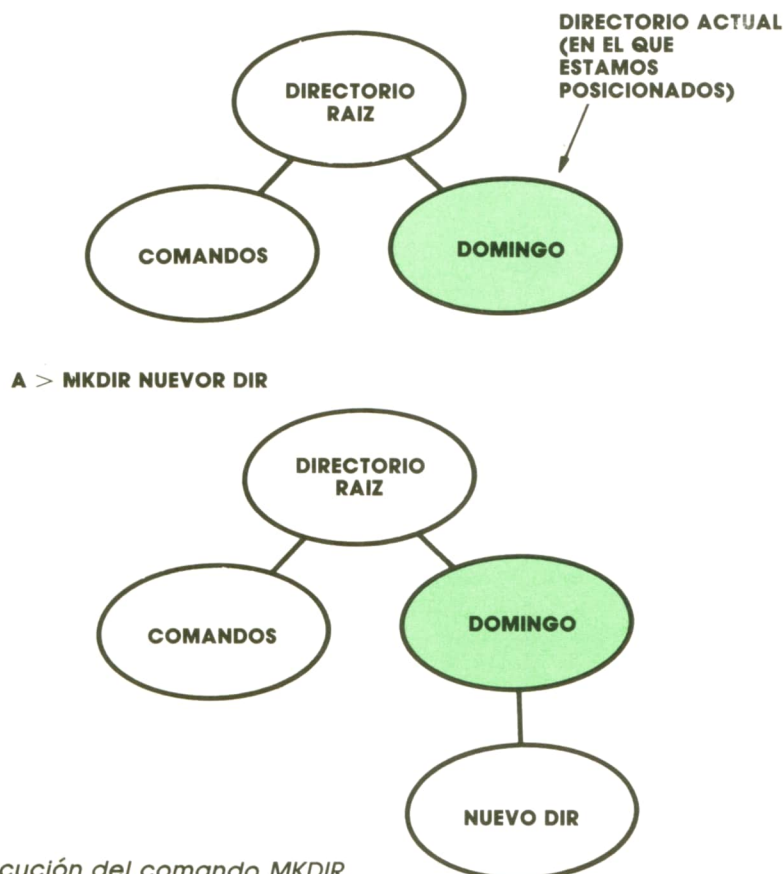 DIRECTORIO ACTUAL
(EN EL QUE
ESTAMOS
POSICIONADOS)
DIRECTORIO
RAIZ
COMANDOS
DOMINGO
A > MKDIR NUEVOR DIR
DIRECTORIO
RAIZ
COMANDOS
DOMINGO
NUEVO DIR
del comando MKDIR